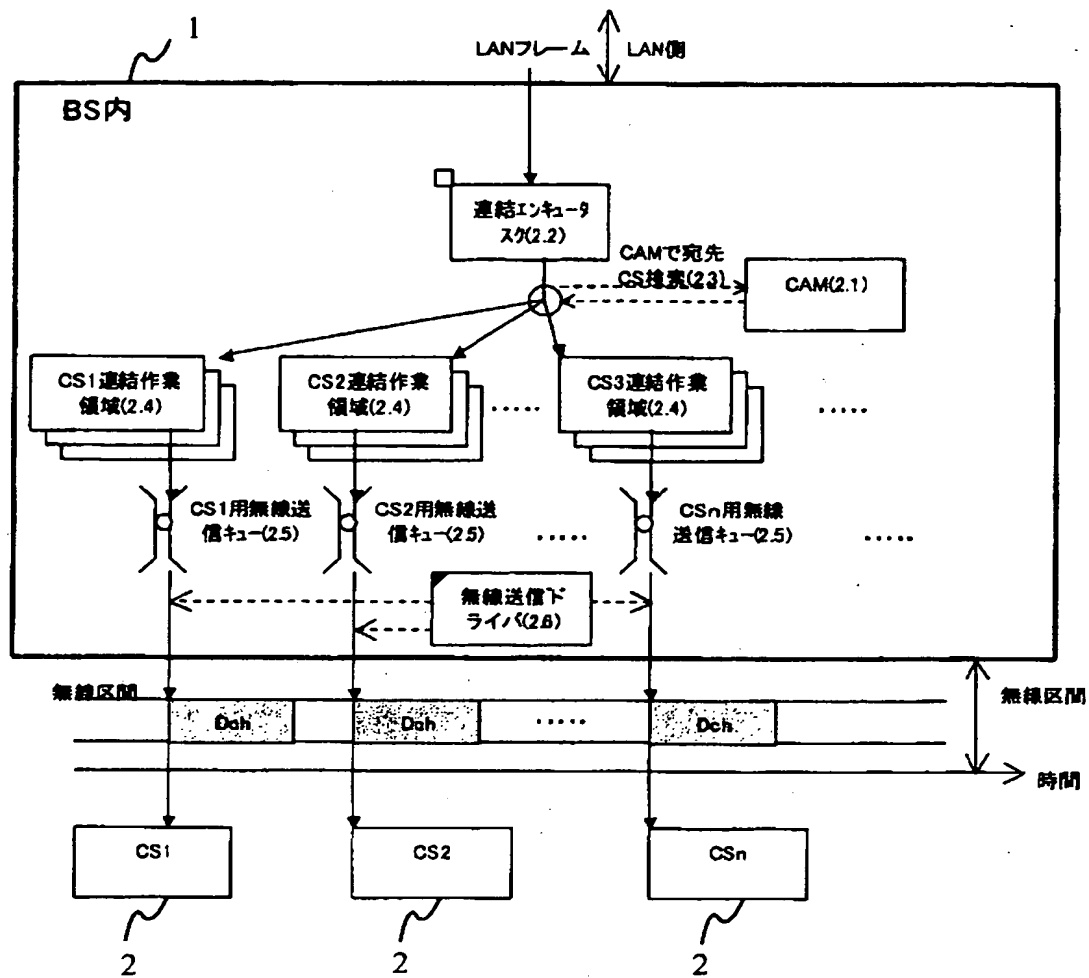 1
LANフレーム
LAN側
BS内
連結エンキュータ
スク(2.2)
CAMで宛先
CS検索(2.3)
CAM(2.1)
CS1連結作業
領域(2.4)
CS2連結作業
領域(2.4)
.....
CS3連結作業
領域(2.4)
.....
CS1用無線送
信キュー(2.5)
CS2用無線送
信キュー(2.5)
.....
CSn用無線
送信キュー(2.5)
.....
無線送信ド
ライバ(2.6)
無線区間
Dch
Dch
.....
Dch
無線区間
時間
CS1
CS2
CSn
2
2
2